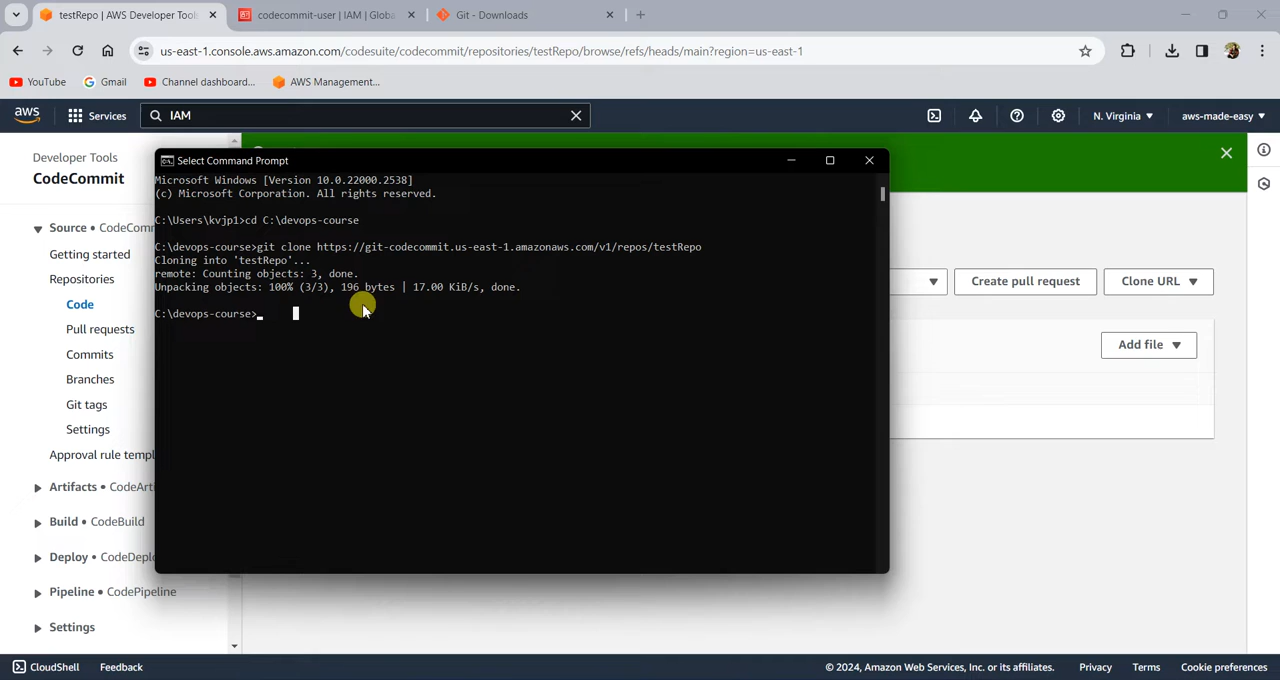 testRepo | AWS Developer Tools
codecommit-user | IAM | Globa
Git - Downloads
us-east-1.console.aws.amazon.com/codesuite/codecommit/repositories/testRepo/browse/refs/heads/main?region=us-east-1
YouTube
Gmail
Channel dashboard...
AWS Management...
aws
Services
IAM
N. Virginia
aws-made-easy
Developer Tools
CodeCommit
Source • CodeComm
Getting started
Repositories
Code
Pull requests
Commits
Branches
Git tags
Settings
Approval rule templ
Artifacts • CodeArti
Build • CodeBuild
Deploy • CodeDeplo
Pipeline • CodePipeline
Settings
Select Command Prompt
Microsoft Windows [Version 10.0.22000.2538]
(c) Microsoft Corporation. All rights reserved.
C:\Users\kvjp1>cd C:\devops-course
C:\devops-course>git clone https://git-codecommit.us-east-1.amazonaws.com/v1/repos/testRepo
Cloning into 'testRepo'...
remote: Counting objects: 3, done.
Unpacking objects: 100% (3/3), 196 bytes | 17.00 KiB/s, done.
C:\devops-course>
Create pull request
Clone URL
Add file
CloudShell
Feedback
© 2024, Amazon Web Services, Inc. or its affiliates.
Privacy
Terms
Cookie preferences